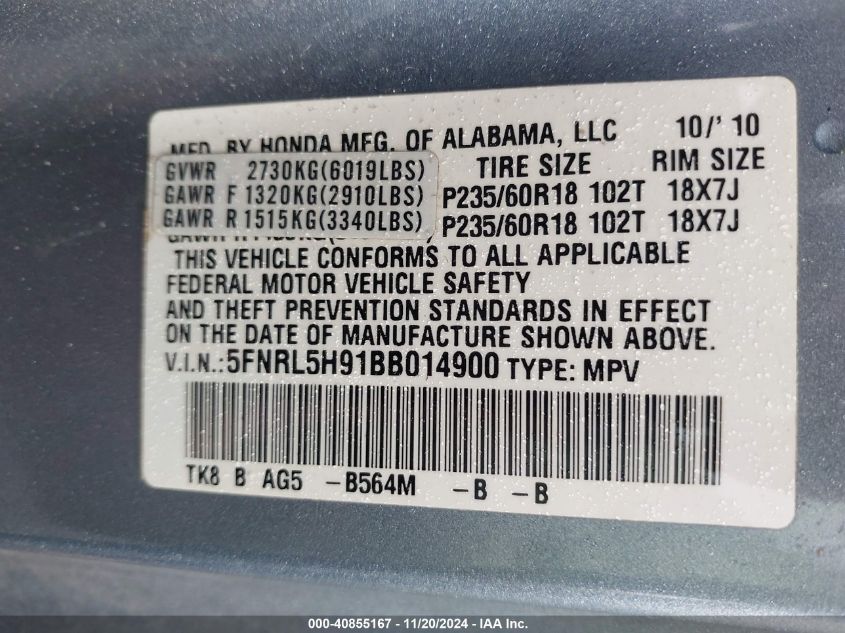 MFD. BY HONDA MFG. OF ALABAMA, LLC 10/'10
GVWR 2730KG(6019LBS) TIRE SIZE RIM SIZE
GAWR F 1320KG(2910LBS) P235/60R18 102T 18X7J
GAWR R 1515KG(3340LBS) P235/60R18 102T 18X7J
THIS VEHICLE CONFORMS TO ALL APPLICABLE
FEDERAL MOTOR VEHICLE SAFETY
AND THEFT PREVENTION STANDARDS IN EFFECT
ON THE DATE OF MANUFACTURE SHOWN ABOVE.
V.I.N.:5FNRL5H91BB014900 TYPE: MPV
TK8 B AG5 -B564M -B -B
000-40855167 - 11/20/2024 - IAA Inc.